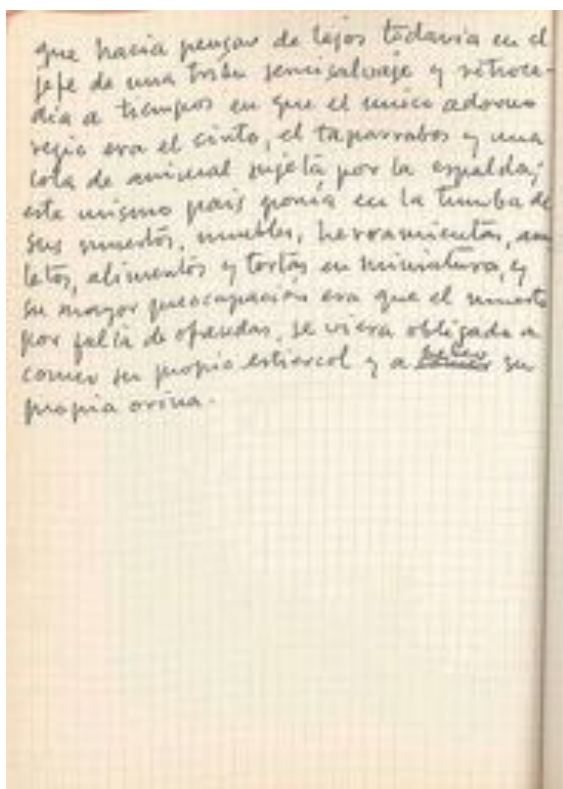 que hacía pensar de lejos todavía en el
jefe de una tribu semisalvaje y retroce-
día a tiempos en que el unico adorno
regio era el cinto, el taparrabos y una
cola de animal sujeta por la espalda;
este mismo país ponía en la tumba de
sus muertos, muebles, herramientas, amu
letos, alimentos y tortas en miniatura, y
su mayor preocupación era que el muerto
por falta de ofrendas, se viera obligado a
comer su propio estiercol y a beber su
propia orina.